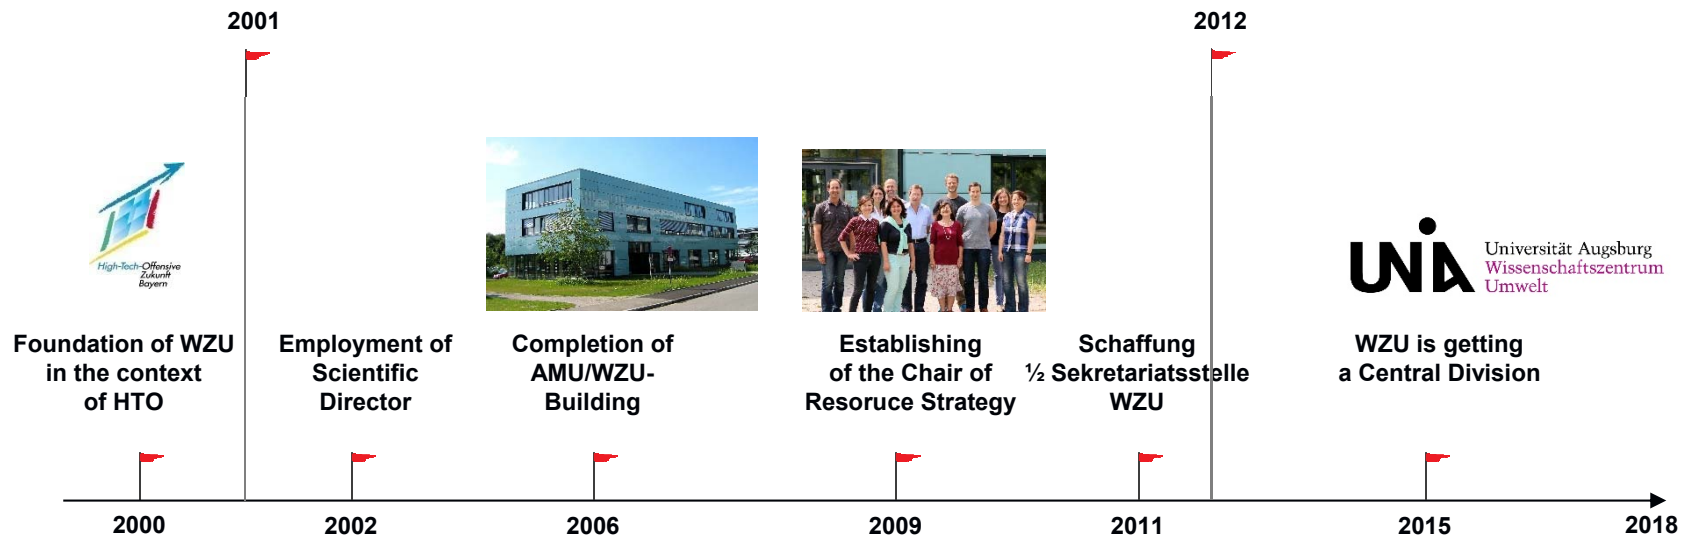 2001
2012
High-Tech-Offensive
Zukunft
Bayern
UNIA
Universität Augsburg
Wissenschaftszentrum
Umwelt
Foundation of WZU
in the context
of HTO
Employment of
Scientific
Director
Completion of
AMU/WZU-
Building
Establishing
of the Chair of
Resoruce Strategy
Schaffung
½ Sekretariatsstelle
WZU
WZU is getting
a Central Division
2000
2002
2006
2009
2011
2015
2018